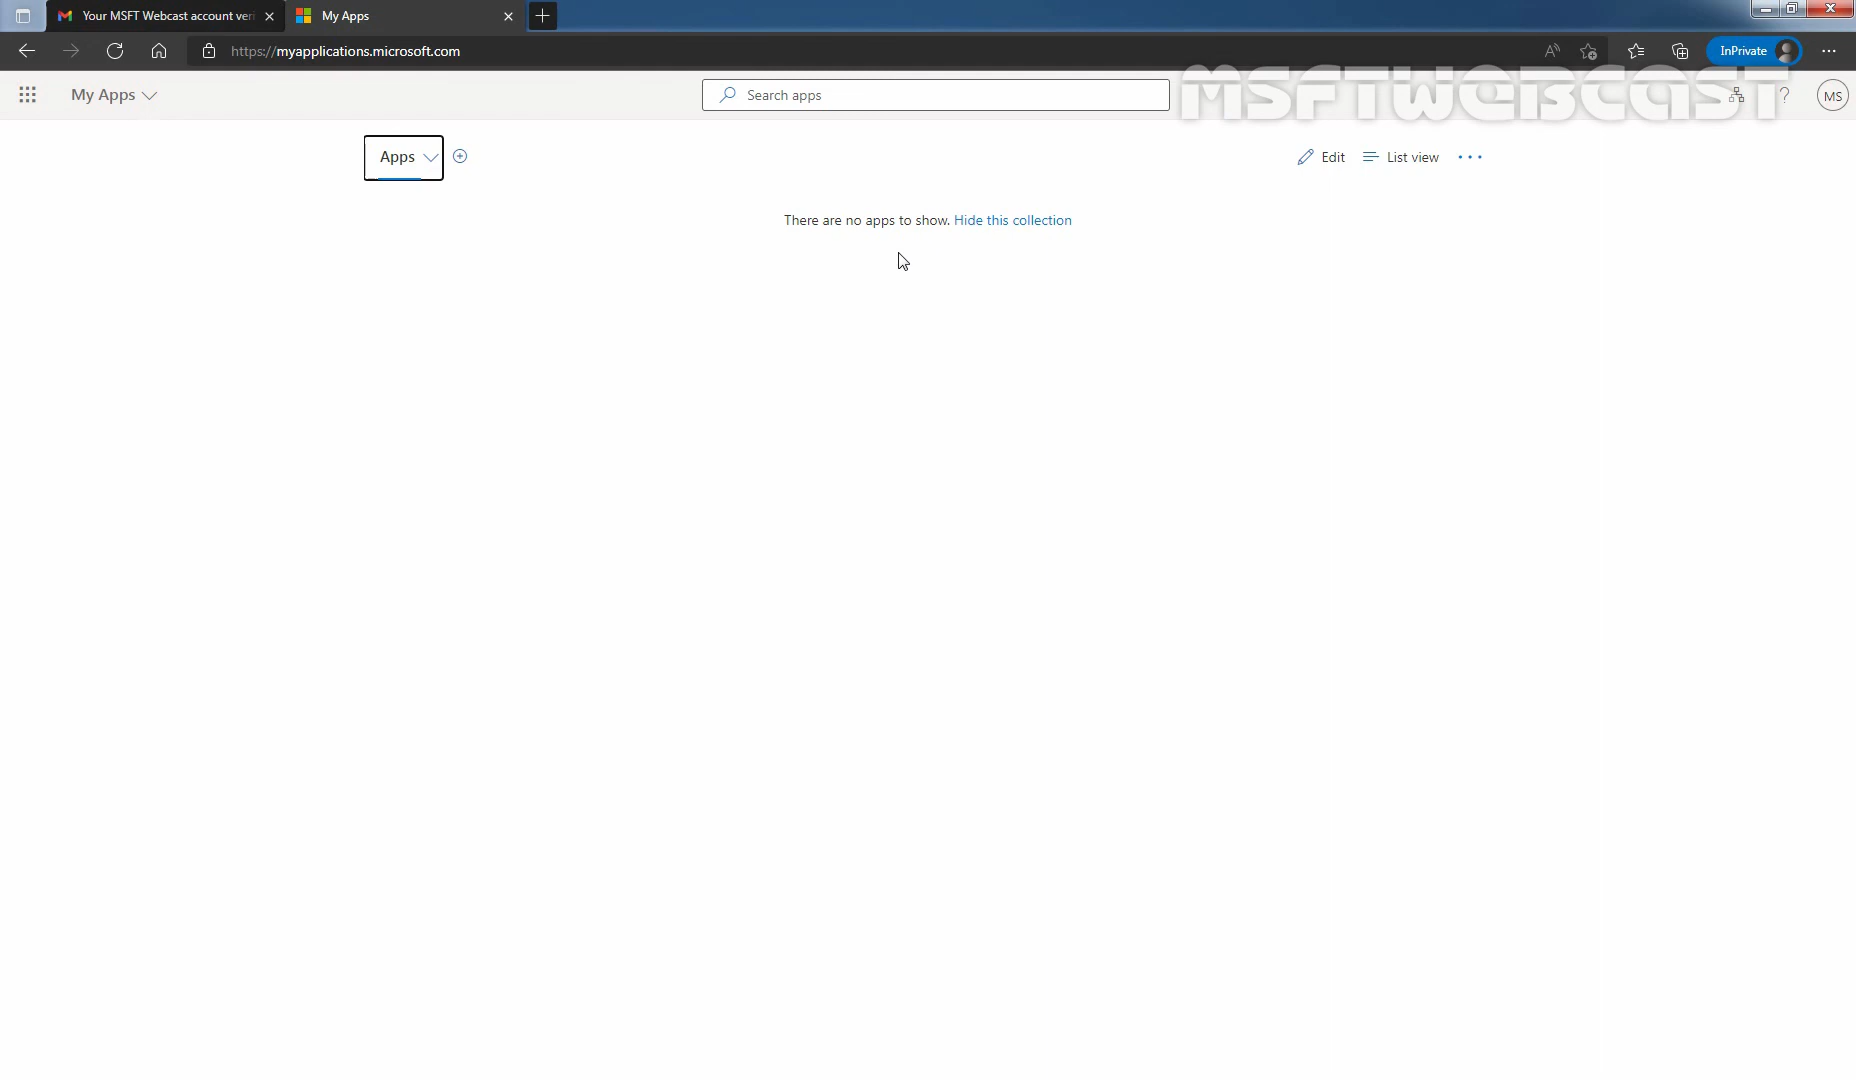 Your MSFT Webcast account veri
My Apps
https://myapplications.microsoft.com
InPrivate
My Apps
Search apps
MSFTWEBCAST
?
MS
Apps
Edit
List view
There are no apps to show. Hide this collection